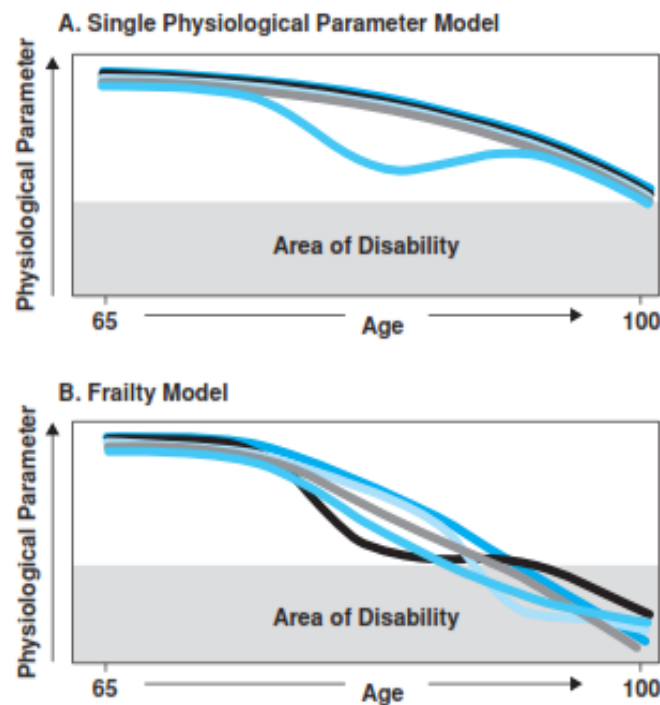 A. Single Physiological Parameter Model
Physiological Parameter
Area of Disability
65
Age
100
B. Frailty Model
Physiological Parameter
Area of Disability
65
Age
100